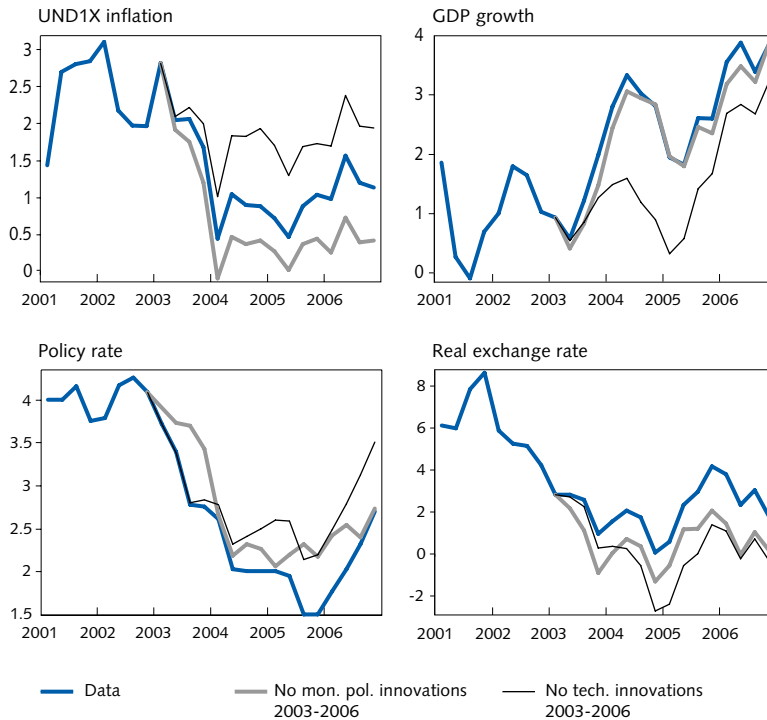 UND1X inflation
3
2.5
2
1.5
1
0.5
0
2001 2002 2003 2004 2005 2006
GDP growth
4
3
2
1
0
2001 2002 2003 2004 2005 2006
Policy rate
4
3.5
3
2.5
2
1.5
2001 2002 2003 2004 2005 2006
Real exchange rate
8
6
4
2
0
-2
2001 2002 2003 2004 2005 2006
Data
No mon. pol. innovations
2003-2006
No tech. innovations
2003-2006